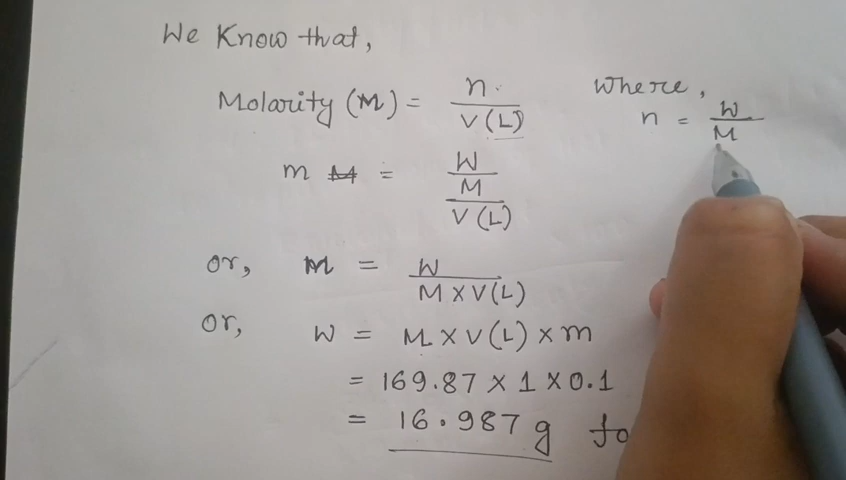 We Know that,
Molarity (M) = n / V(L) where,
n = W / M
m = W / M / V(L)
or, m = W / M X V(L)
or, W = M X V(L) X m
= 169.87 X 1 X 0.1
= 16.987 g fo